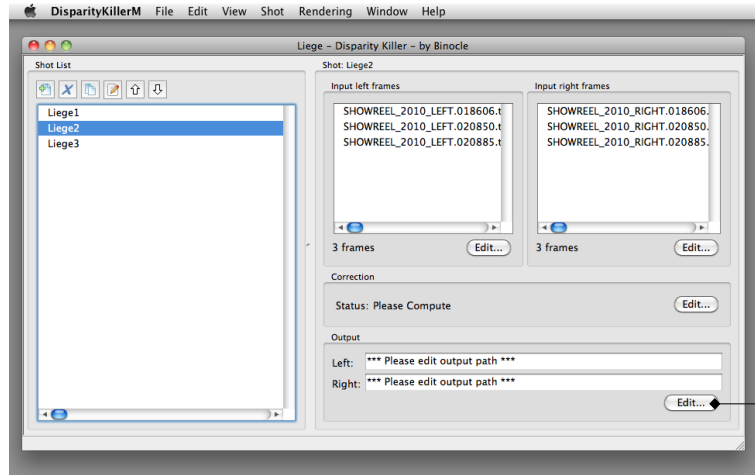 DisparityKillerM File Edit View Shot Rendering Window Help
Liege – Disparity Killer – by Binocle
Shot List
Liege1
Liege2
Liege3
Shot: Liege2
Input left frames
SHOWREEL_2010_LEFT.018606.t
SHOWREEL_2010_LEFT.020850.t
SHOWREEL_2010_LEFT.020885.t
3 frames
Edit...
Input right frames
SHOWREEL_2010_RIGHT.018606.
SHOWREEL_2010_RIGHT.020850.
SHOWREEL_2010_RIGHT.020885.
3 frames
Edit...
Correction
Status: Please Compute
Edit...
Output
Left: *** Please edit output path ***
Right: *** Please edit output path ***
Edit...